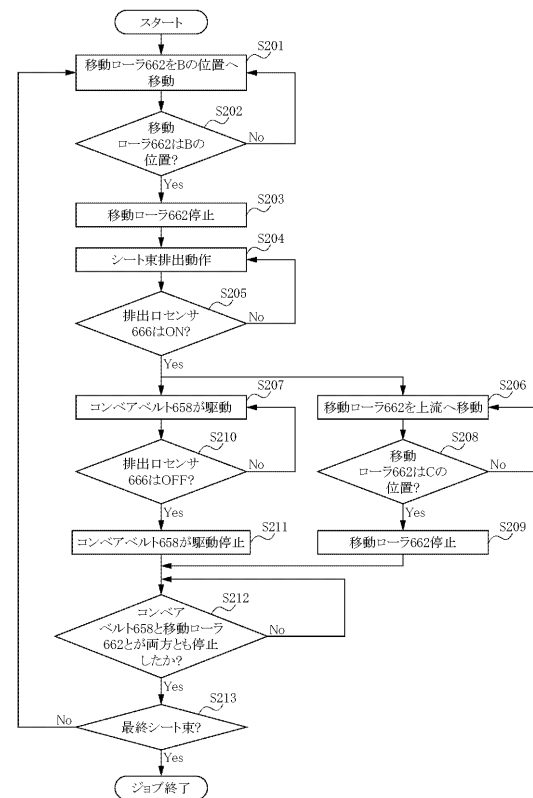 スタート
S201
移動ローラ662をBの位置へ
移動
S202
移動
ローラ662はBの
位置?
No
Yes
S203
移動ローラ662停止
S204
シート束排出動作
S205
排出口センサ
666はON?
No
Yes
S207
コンベアベルト658が駆動
S206
移動ローラ662を上流へ移動
S210
排出口センサ
666はOFF?
No
Yes
S208
移動
ローラ662はCの
位置?
No
Yes
S211
コンベアベルト658が駆動停止
S209
移動ローラ662停止
S212
コンベア
ベルト658と移動ローラ
662とが両方とも停止
したか?
No
Yes
S213
最終シート束?
No
Yes
ジョブ終了